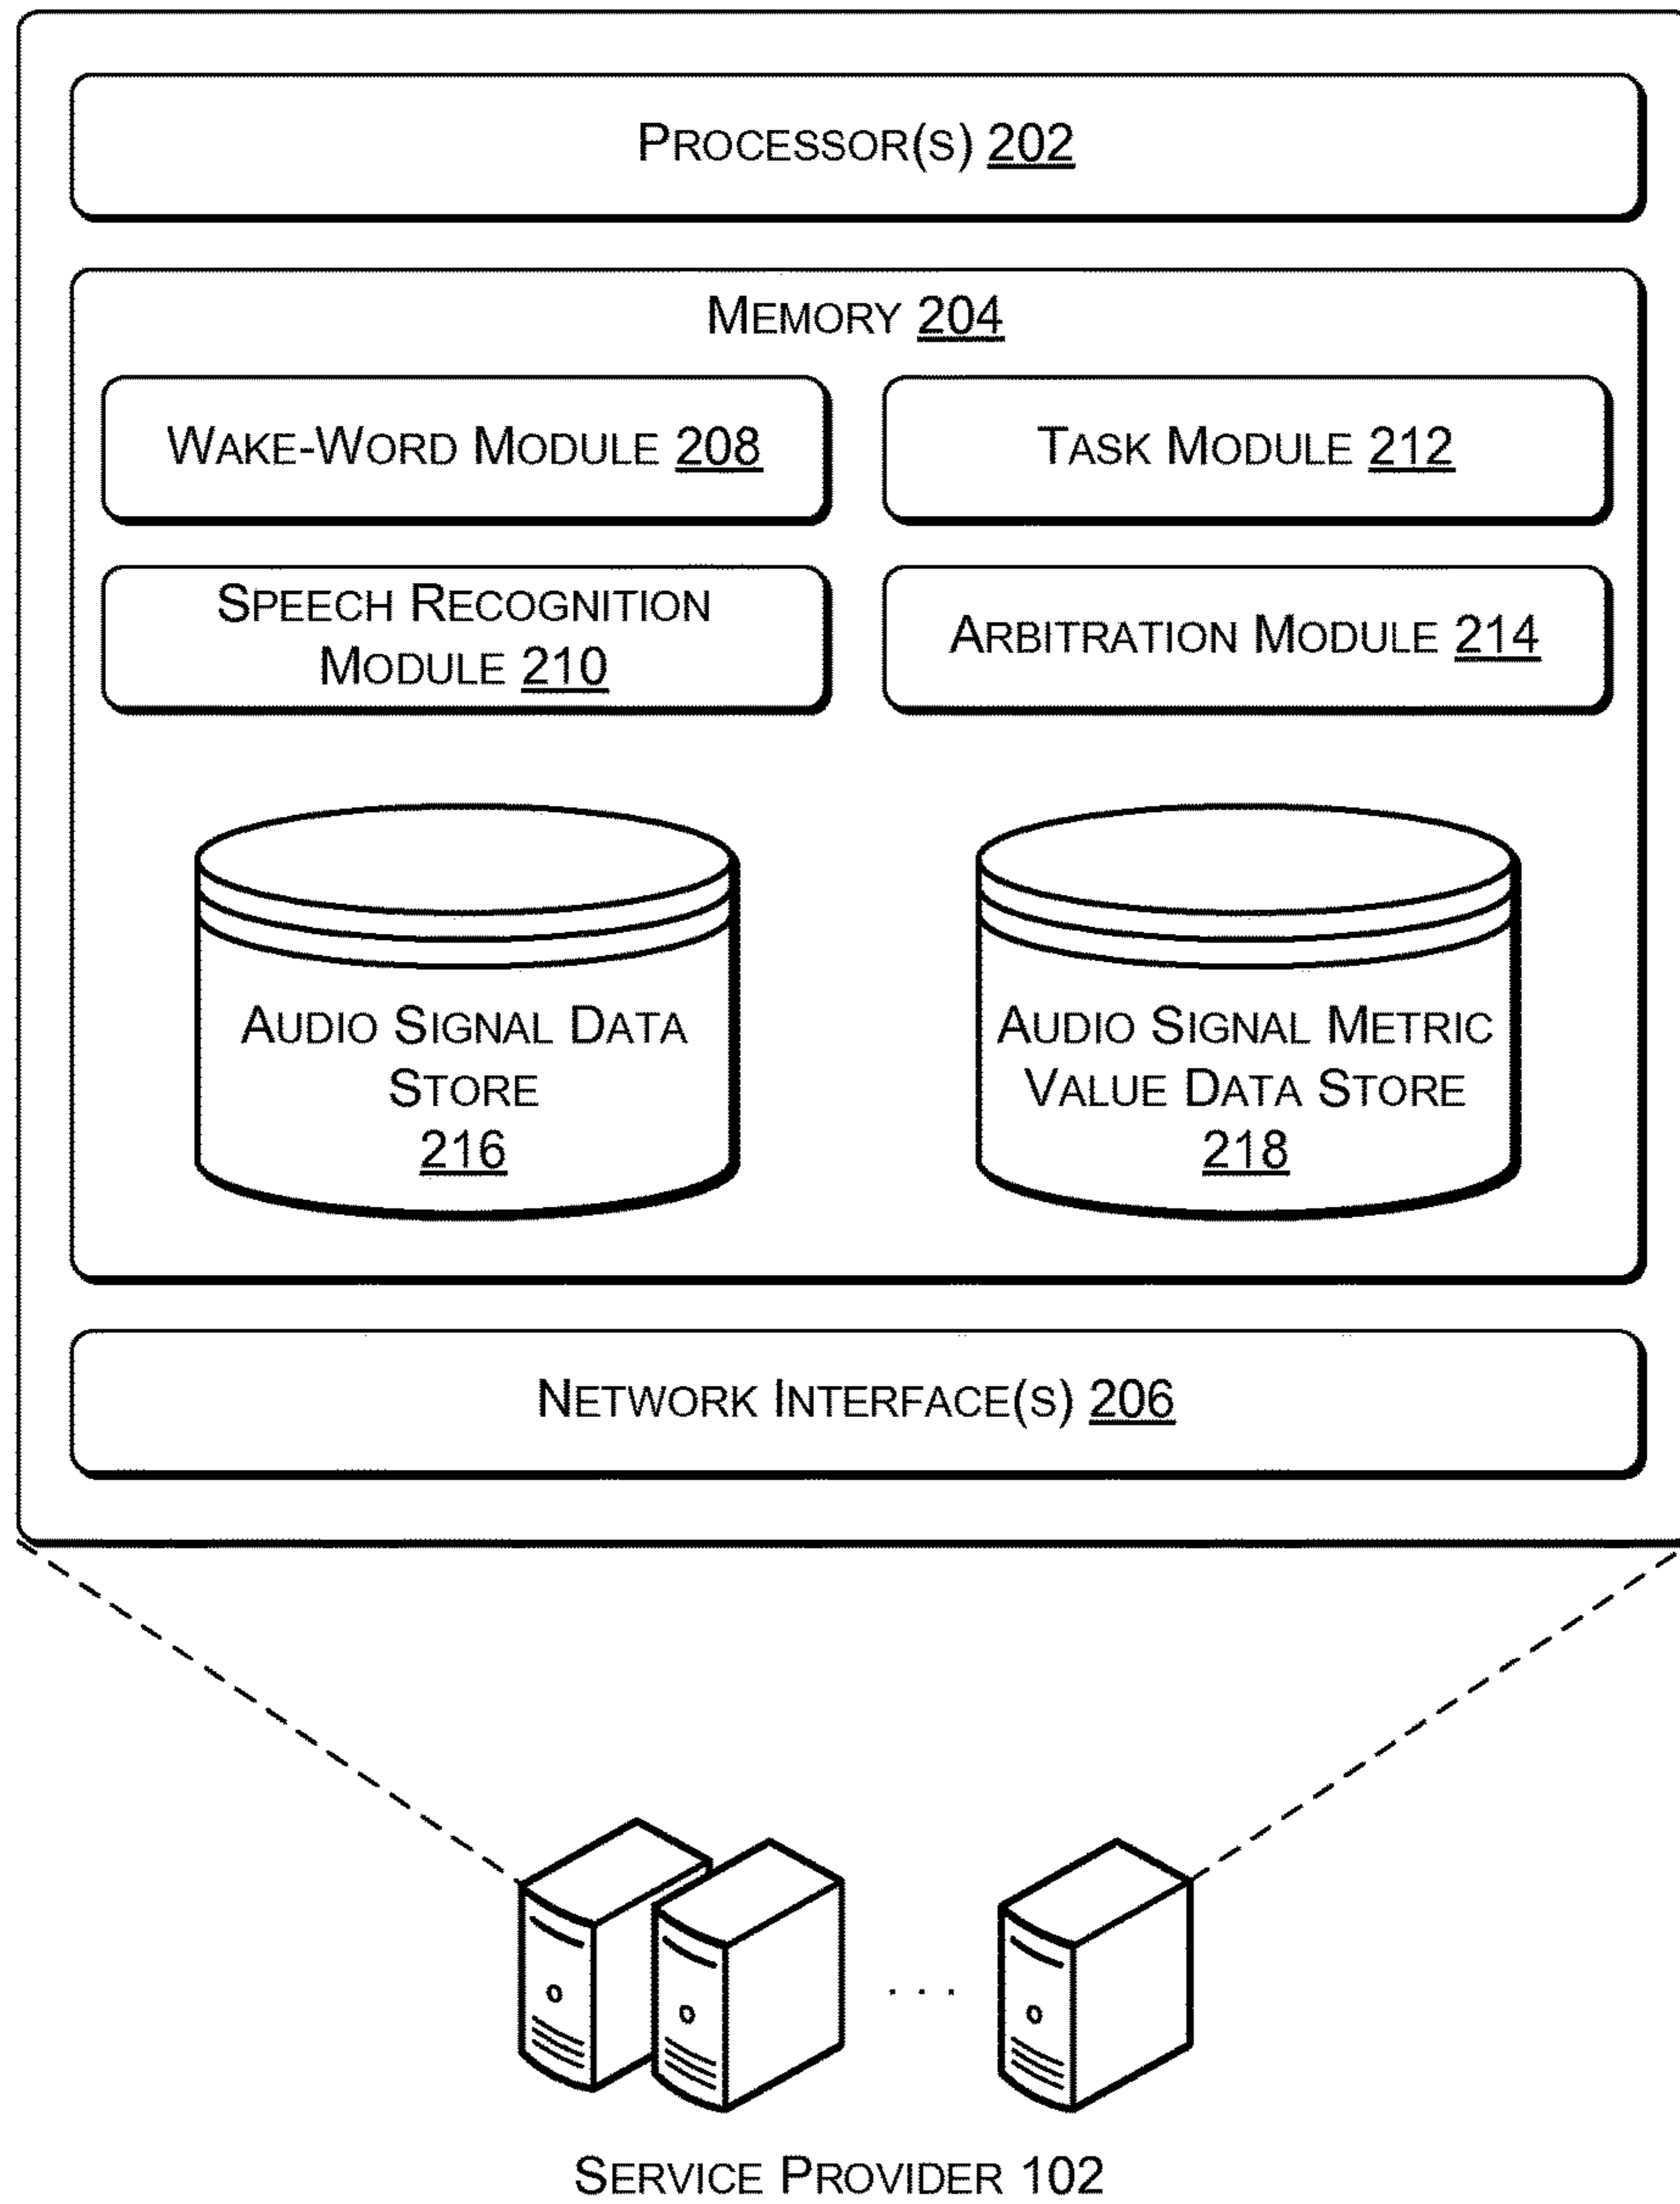 PROCESSOR(S) 202
MEMORY 204
WAKE-WORD MODULE 208
TASK MODULE 212
SPEECH RECOGNITION
MODULE 210
ARBITRATION MODULE 214
AUDIO SIGNAL DATA
STORE
216
AUDIO SIGNAL METRIC
VALUE DATA STORE
218
NETWORK INTERFACE(S) 206
. . .
SERVICE PROVIDER 102